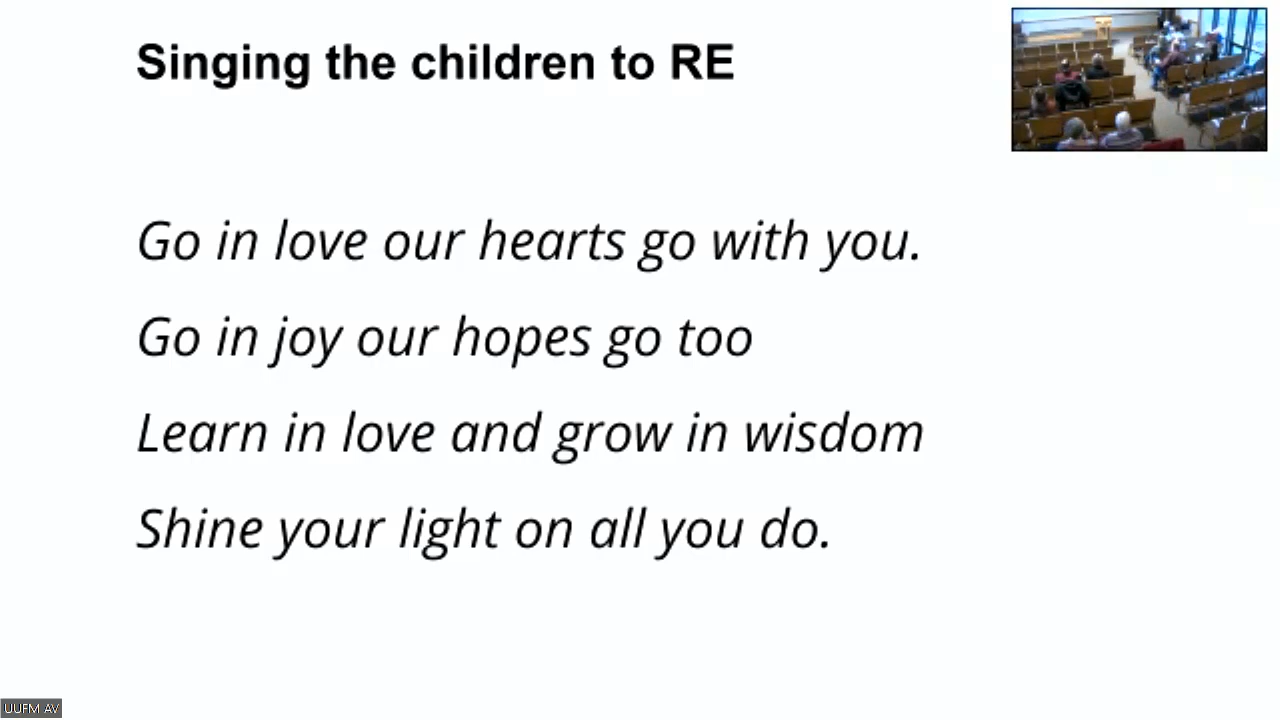 Singing the children to RE
Go in love our hearts go with you.
Go in joy our hopes go too
Learn in love and grow in wisdom
Shine your light on all you do.
UUFM AV